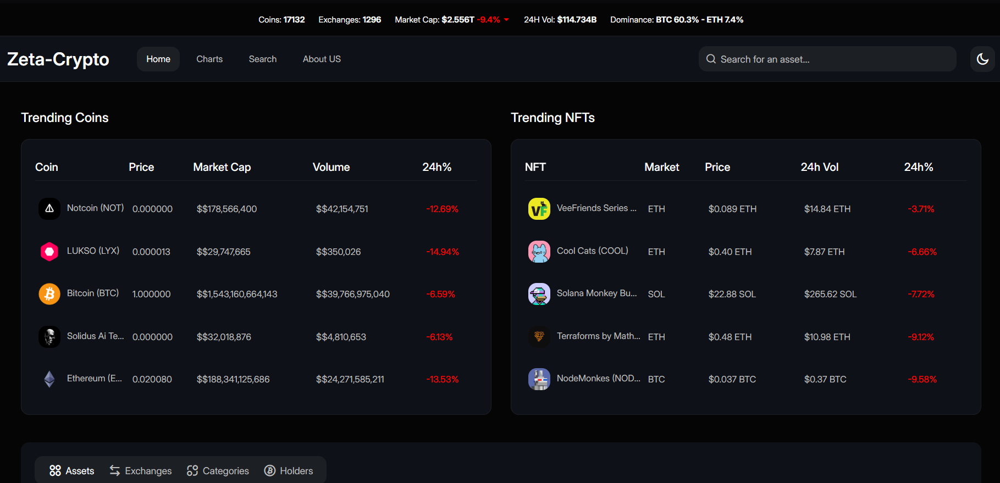 Coins: 17132 Exchanges: 1296 Market Cap: $2.556T -9.4% 24H Vol: $114.734B Dominance: BTC 60.3% - ETH 7.4%
Zeta-Crypto Home Charts Search About US Search for an asset...
Trending Coins
Coin Price Market Cap Volume 24h%
Notcoin (NOT) 0.000000 $$178,566,400 $$42,154,751 -12.69%
LUKSO (LYX) 0.000013 $$29,747,665 $$350,026 -14.94%
Bitcoin (BTC) 1.000000 $$1,543,160,664,143 $$39,766,975,040 -6.59%
Solidus Ai Te... 0.000000 $$32,018,876 $$4,810,653 -6.13%
Ethereum (E... 0.020080 $$188,341,125,686 $$24,271,585,211 -13.53%
Trending NFTs
NFT Market Price 24h Vol 24h%
VF VeeFriends Series ... ETH $0.089 ETH $14.84 ETH -3.71%
Cool Cats (COOL) ETH $0.40 ETH $7.87 ETH -6.66%
Solana Monkey Bu... SOL $22.88 SOL $265.62 SOL -7.72%
Terraforms by Math... ETH $0.48 ETH $10.98 ETH -9.12%
NodeMonkes (NOD... BTC $0.037 BTC $0.37 BTC -9.58%
Assets Exchanges Categories Holders